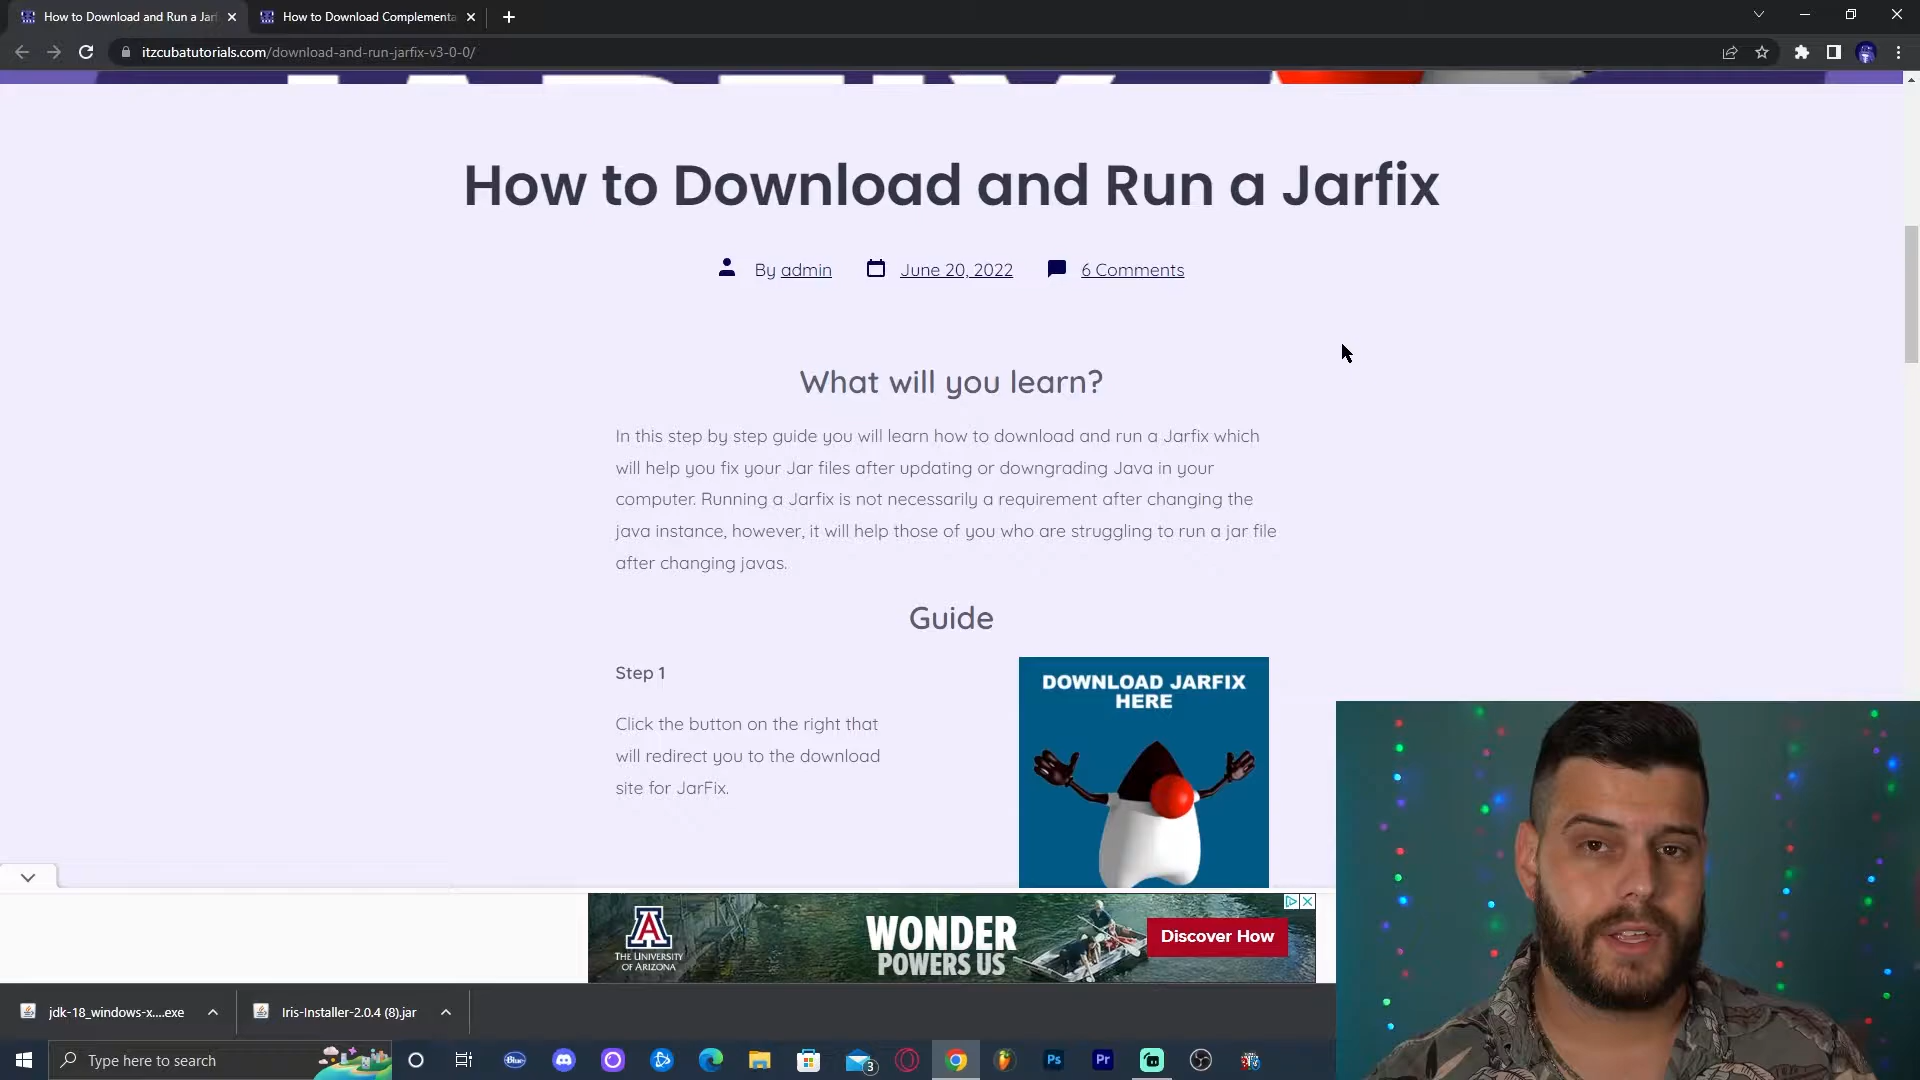 How to Download and Run a Jar
How to Download Complementa
itzcubatutorials.com/download-and-run-jarfix-v3-0-0/
How to Download and Run a Jarfix
By admin
June 20, 2022
6 Comments
What will you learn?
In this step by step guide you will learn how to download and run a Jarfix which
will help you fix your Jar files after updating or downgrading Java in your
computer. Running a Jarfix is not necessarily a requirement after changing the
java instance, however, it will help those of you who are struggling to run a jar file
after changing javas.
Guide
Step 1
Click the button on the right that
will redirect you to the download
site for JarFix.
DOWNLOAD JARFIX
HERE
A
THE UNIVERSITY
OF ARIZONA
WONDER
POWERS US
Discover How
jdk-18_windows-x....exe
Iris-Installer-2.0.4 (8).jar
Type here to search
Blue
3
Ps
Pr